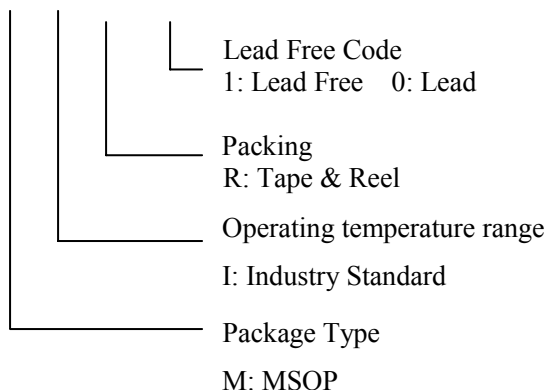 Lead Free Code
1: Lead Free 0: Lead
Packing
R: Tape & Reel
Operating temperature range
I: Industry Standard
Package Type
M: MSOP